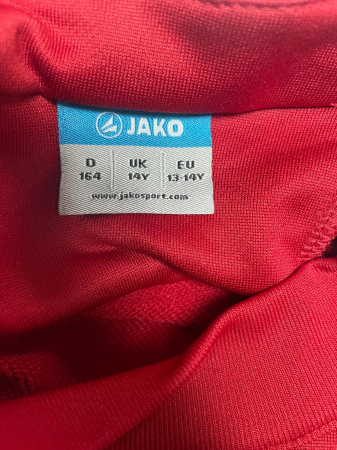 JAKO
D UK EU
164 14Y 13-14Y
www.jakosport.com